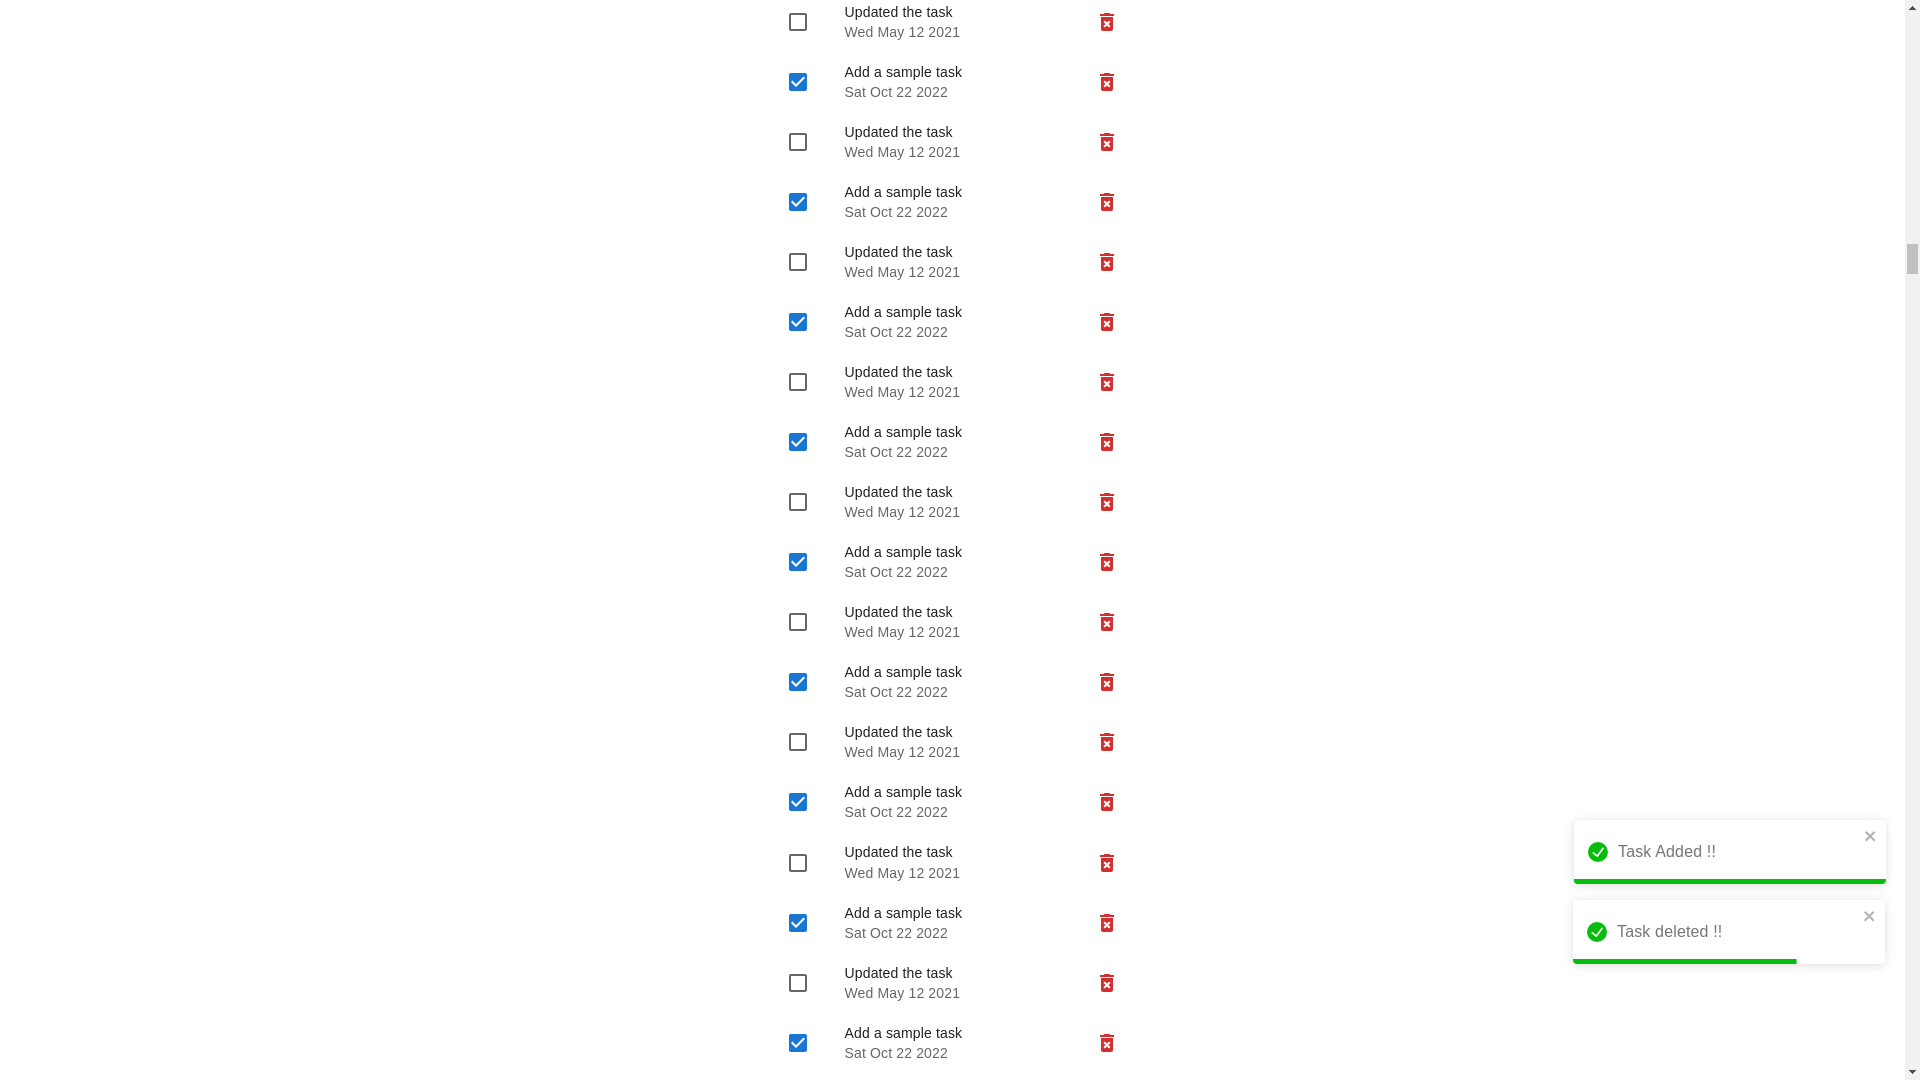 Updated the task
Wed May 12 2021
Add a sample task
Sat Oct 22 2022
Updated the task
Wed May 12 2021
Add a sample task
Sat Oct 22 2022
Updated the task
Wed May 12 2021
Add a sample task
Sat Oct 22 2022
Updated the task
Wed May 12 2021
Add a sample task
Sat Oct 22 2022
Updated the task
Wed May 12 2021
Add a sample task
Sat Oct 22 2022
Updated the task
Wed May 12 2021
Add a sample task
Sat Oct 22 2022
Updated the task
Wed May 12 2021
Add a sample task
Sat Oct 22 2022
Updated the task
Wed May 12 2021
Add a sample task
Sat Oct 22 2022
Updated the task
Wed May 12 2021
Add a sample task
Sat Oct 22 2022
Task Added !!
Task deleted !!